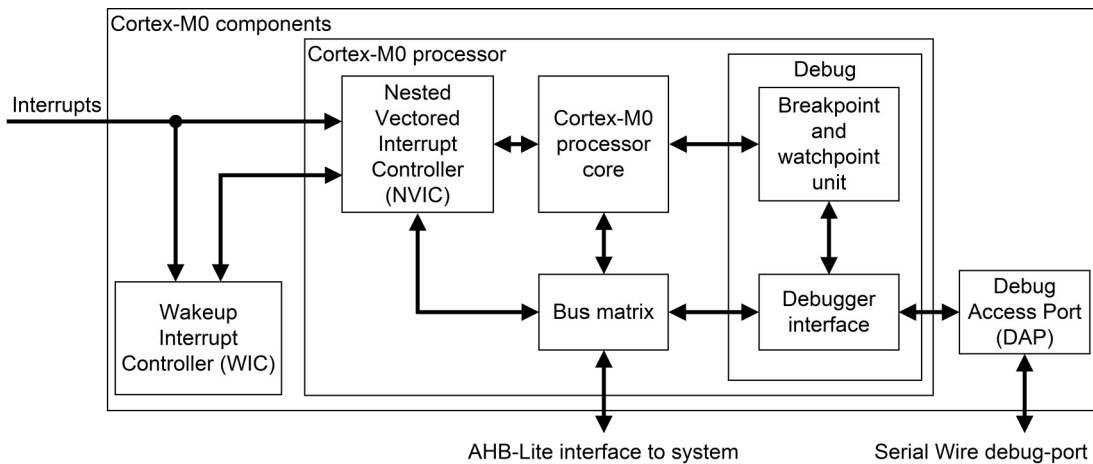 Cortex-M0 components
Cortex-M0 processor
Debug
Interrupts
Nested
Vectored
Interrupt
Controller
(NVIC)
Cortex-M0
processor
core
Breakpoint
and
watchpoint
unit
Wakeup
Interrupt
Controller (WIC)
Bus matrix
Debugger
interface
Debug
Access Port
(DAP)
AHB-Lite interface to system
Serial Wire debug-port